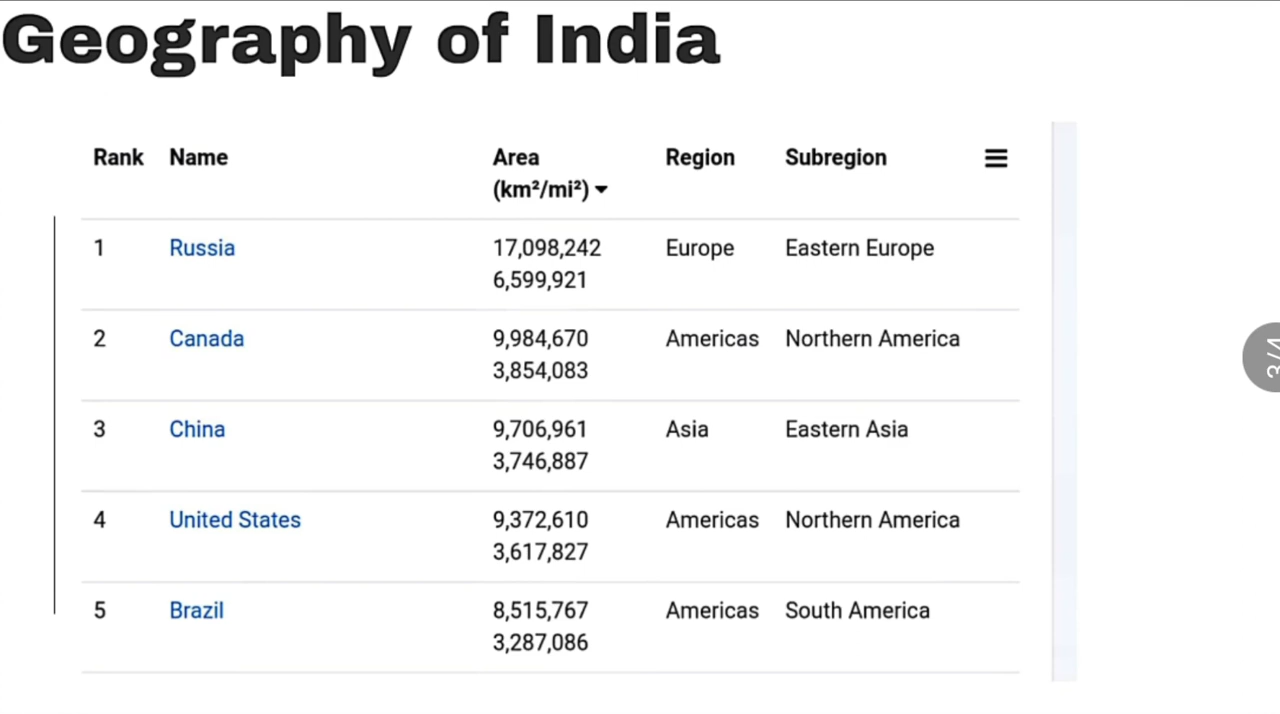 Geography of India
Rank Name Area Region Subregion
(km²/mi²)
1 Russia 17,098,242 Europe Eastern Europe
6,599,921
2 Canada 9,984,670 Americas Northern America
3,854,083
3 China 9,706,961 Asia Eastern Asia
3,746,887
4 United States 9,372,610 Americas Northern America
3,617,827
5 Brazil 8,515,767 Americas South America
3,287,086
3/4